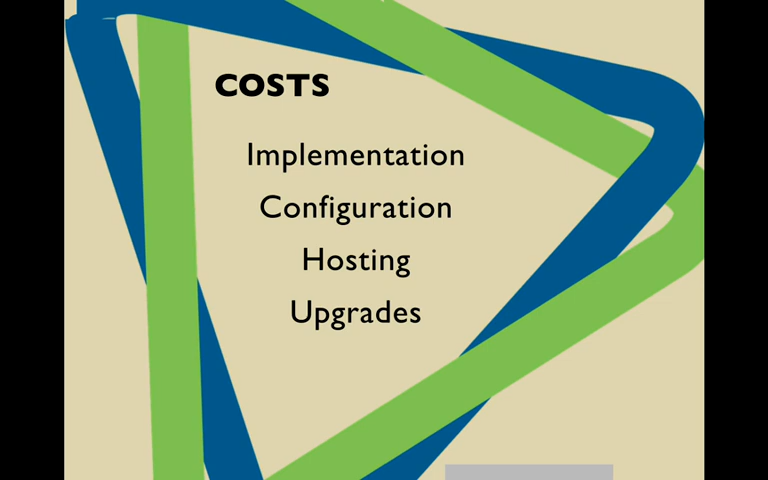 COSTS
Implementation
Configuration
Hosting
Upgrades